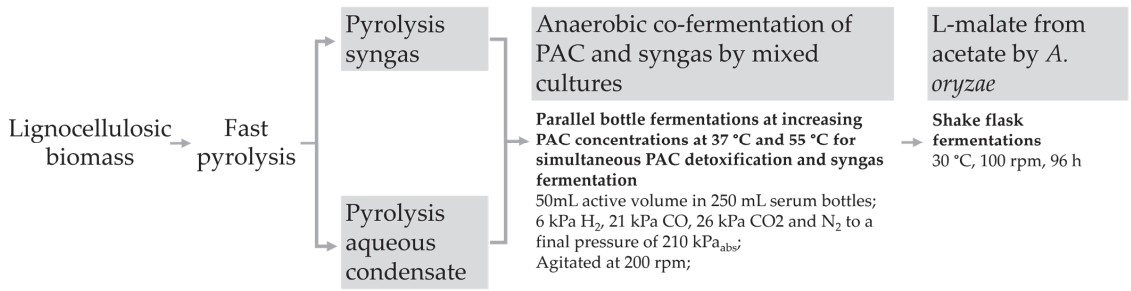 Lignocellulosic
biomass
Fast
pyrolysis
Pyrolysis
syngas
Pyrolysis
aqueous
condensate
Anaerobic co-fermentation of
PAC and syngas by mixed
cultures
Parallel bottle fermentations at increasing
PAC concentrations at 37 °C and 55 °C for
simultaneous PAC detoxification and syngas
fermentation
50mL active volume in 250 mL serum bottles;
6 kPa H₂, 21 kPa CO, 26 kPa CO2 and N₂ to a
final pressure of 210 kPaₐbs;
Agitated at 200 rpm;
L-malate from
acetate by A.
oryzae
Shake flask
fermentations
30 °C, 100 rpm, 96 h